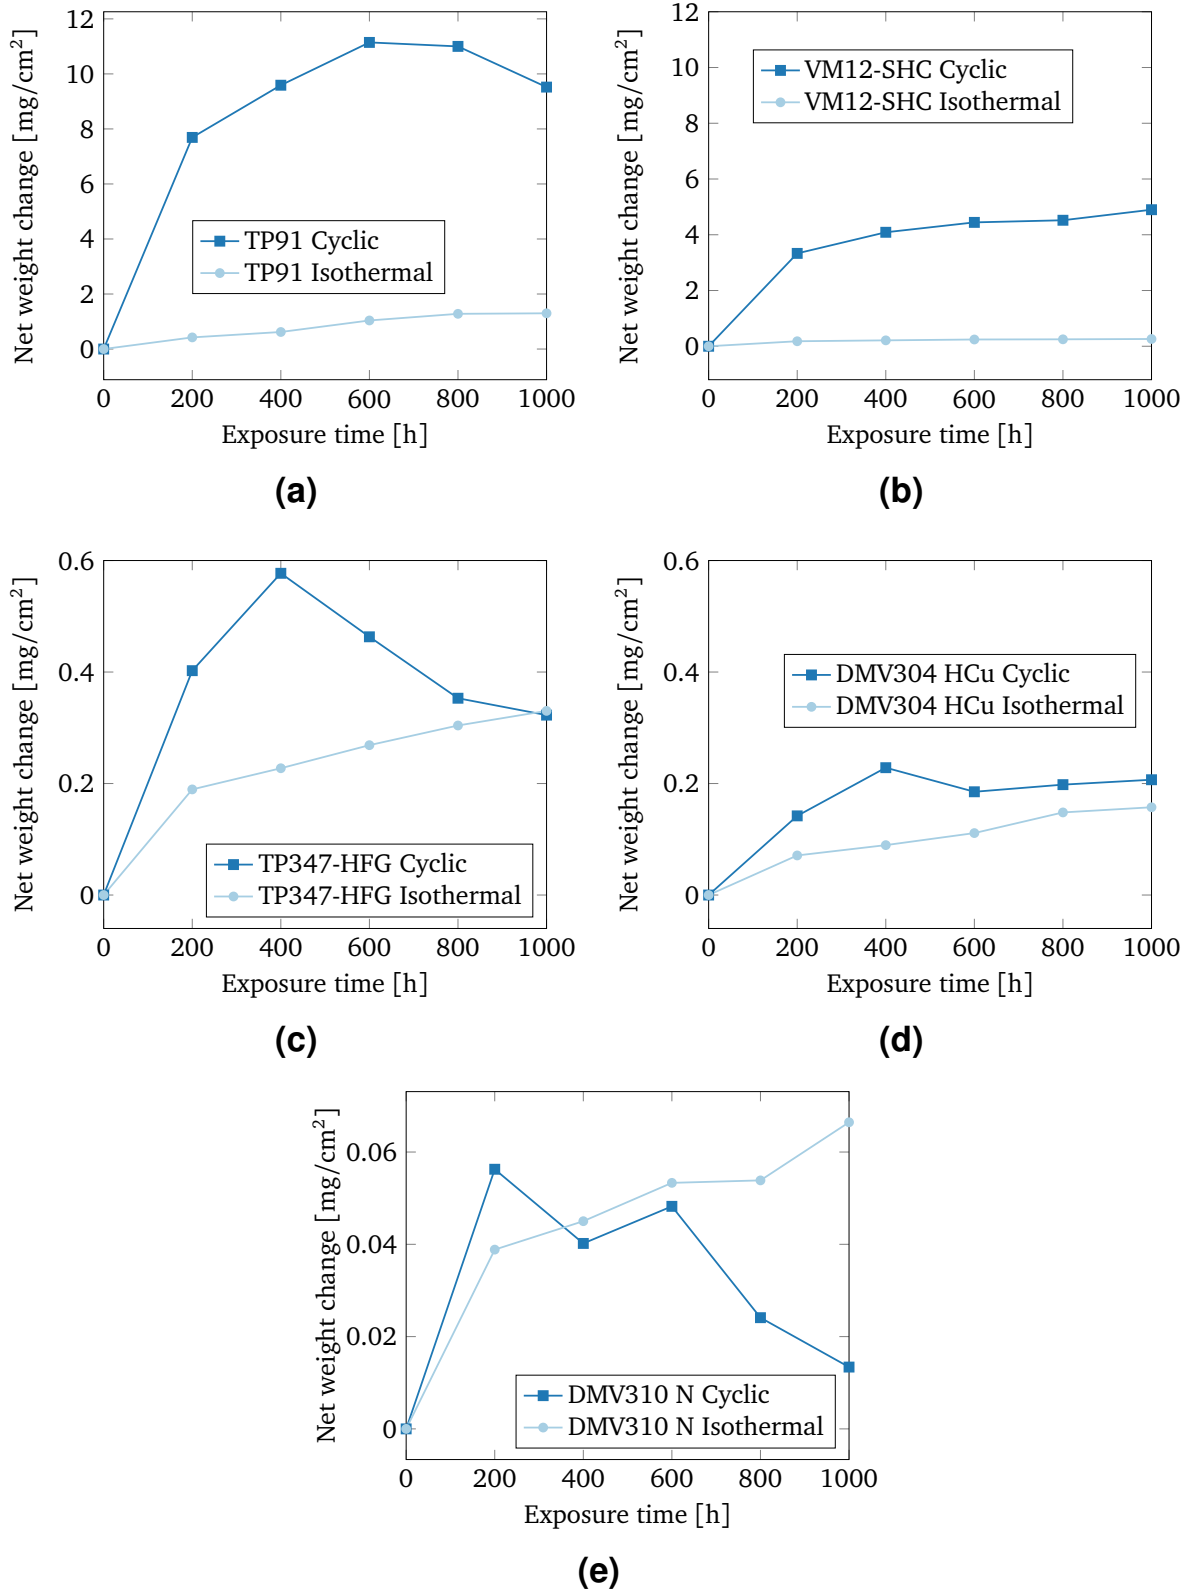 12
10
8
6
4
2
0
Net weight change [mg/cm²]
TP91 Cyclic
TP91 Isothermal
0 200 400 600 800 1000
Exposure time [h]
(a)
12
10
8
6
4
2
0
Net weight change [mg/cm²]
VM12-SHC Cyclic
VM12-SHC Isothermal
0 200 400 600 800 1000
Exposure time [h]
(b)
0.6
0.4
0.2
0
Net weight change [mg/cm²]
TP347-HFG Cyclic
TP347-HFG Isothermal
0 200 400 600 800 1000
Exposure time [h]
(c)
0.6
0.4
0.2
0
Net weight change [mg/cm²]
DMV304 HCu Cyclic
DMV304 HCu Isothermal
0 200 400 600 800 1000
Exposure time [h]
(d)
0.06
0.04
0.02
0
Net weight change [mg/cm²]
DMV310 N Cyclic
DMV310 N Isothermal
0 200 400 600 800 1000
Exposure time [h]
(e)